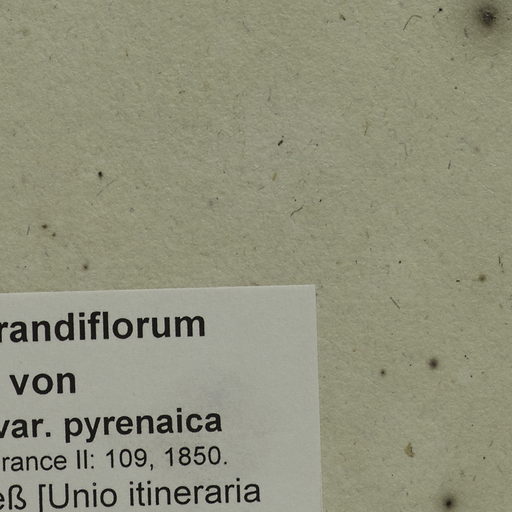 randiflorum
von
var. pyrenaica
rance II: 109, 1850.
eß [Unio itineraria